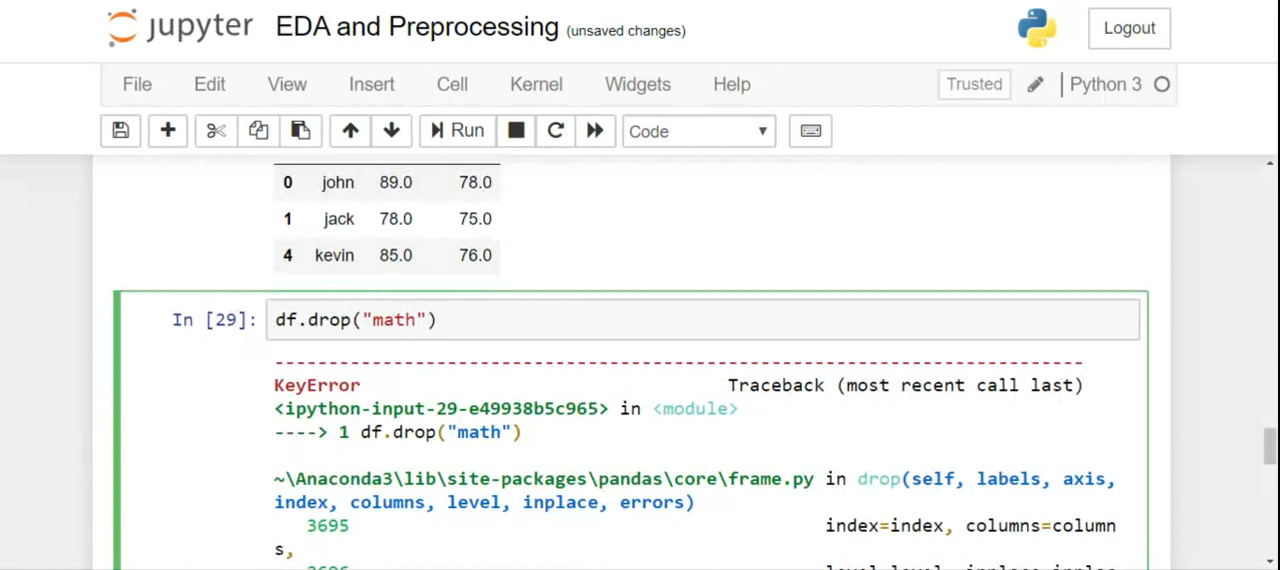 jupyter EDA and Preprocessing (unsaved changes) Logout
File Edit View Insert Cell Kernel Widgets Help Trusted Python 3
Run Code
0 john 89.0 78.0
1 jack 78.0 75.0
4 kevin 85.0 76.0
In [29]: df.drop("math")
---------------------------------------------------------------------------
KeyError Traceback (most recent call last)
<ipython-input-29-e49938b5c965> in <module>
----> 1 df.drop("math")
~\Anaconda3\lib\site-packages\pandas\core\frame.py in drop(self, labels, axis,
index, columns, level, inplace, errors)
3695 index=index, columns=column
s,